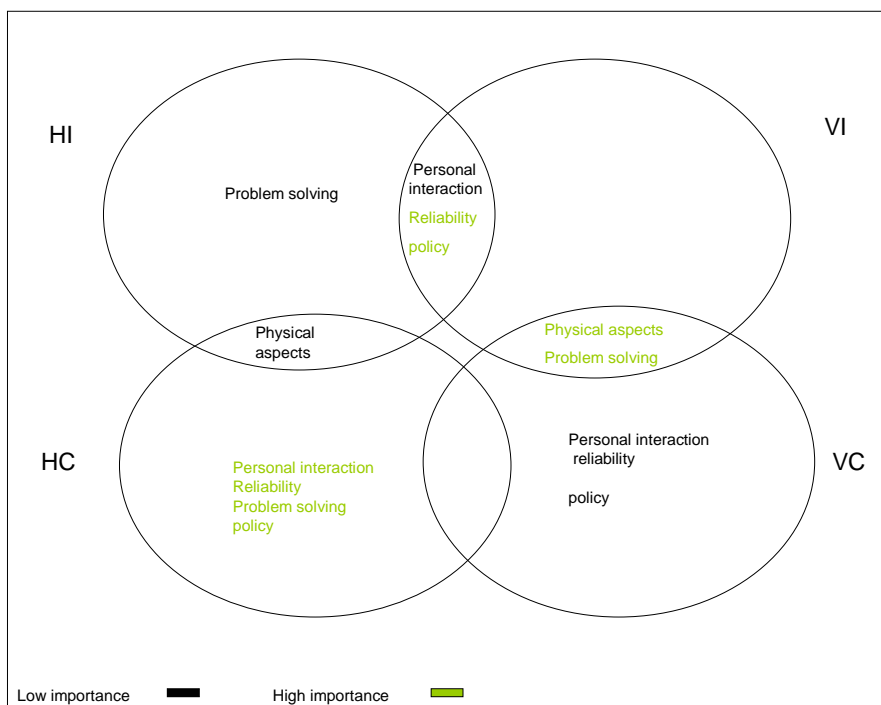 HI
VI
Problem solving
Personal
interaction
Reliability
policy
Physical
aspects
Physical aspects
Problem solving
HC
VC
Personal interaction
Reliability
Problem solving
policy
Personal interaction
reliability
policy
Low importance
High importance